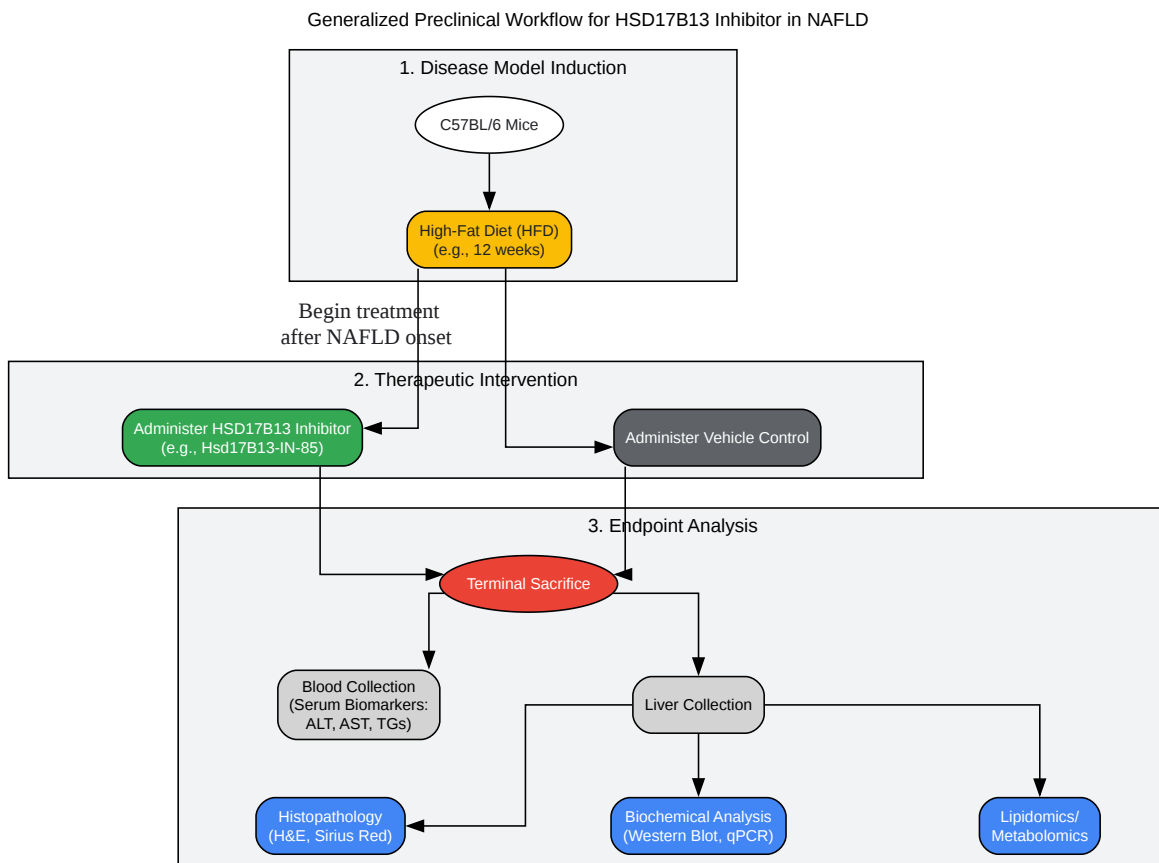 Generalized Preclinical Workflow for HSD17B13 Inhibitor in NAFLD
1. Disease Model Induction
C57BL/6 Mice
High-Fat Diet (HFD)
(e.g., 12 weeks)
Begin treatment
after NAFLD onset
2. Therapeutic Intervention
Administer HSD17B13 Inhibitor
(e.g., Hsd17B13-IN-85)
Administer Vehicle Control
3. Endpoint Analysis
Terminal Sacrifice
Blood Collection
(Serum Biomarkers:
ALT, AST, TGs)
Liver Collection
Histopathology
(H&E, Sirius Red)
Biochemical Analysis
(Western Blot, qPCR)
Lipidomics/
Metabolomics